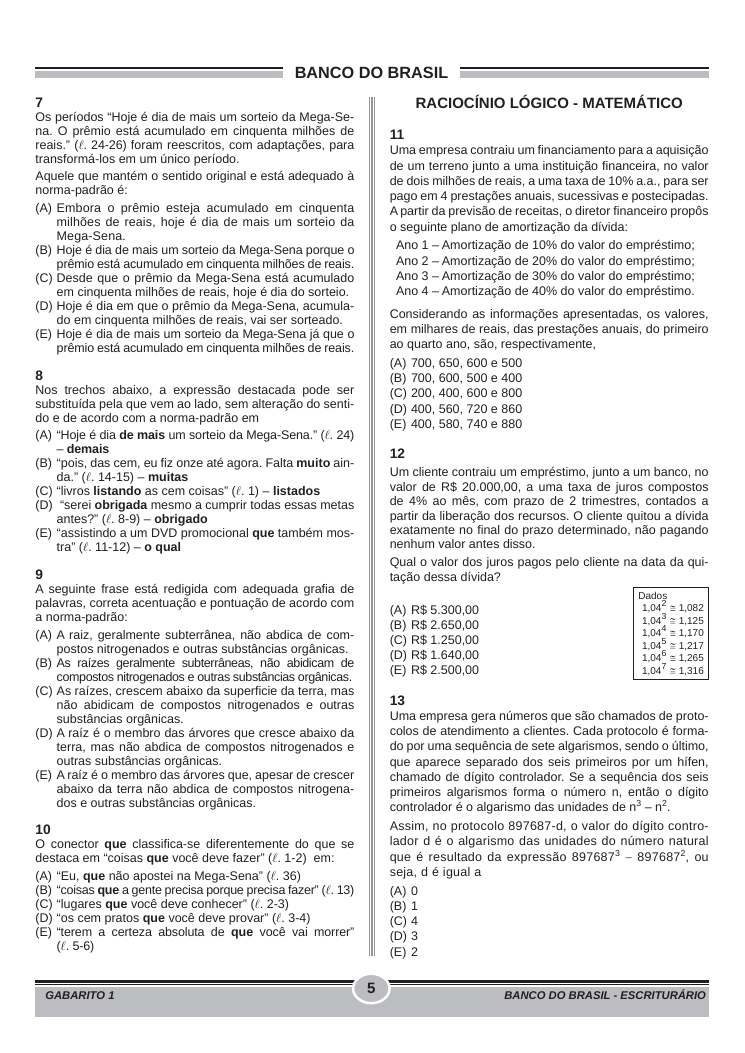 BANCO DO BRASIL
7
Os períodos “Hoje é dia de mais um sorteio da Mega-Se-
na. O prêmio está acumulado em cinquenta milhões de
reais.” (ℓ. 24-26) foram reescritos, com adaptações, para
transformá-los em um único período.
Aquele que mantém o sentido original e está adequado à
norma-padrão é:
(A) Embora o prêmio esteja acumulado em cinquenta
milhões de reais, hoje é dia de mais um sorteio da
Mega-Sena.
(B) Hoje é dia de mais um sorteio da Mega-Sena porque o
prêmio está acumulado em cinquenta milhões de reais.
(C) Desde que o prêmio da Mega-Sena está acumulado
em cinquenta milhões de reais, hoje é dia do sorteio.
(D) Hoje é dia em que o prêmio da Mega-Sena, acumula-
do em cinquenta milhões de reais, vai ser sorteado.
(E) Hoje é dia de mais um sorteio da Mega-Sena já que o
prêmio está acumulado em cinquenta milhões de reais.
8
Nos trechos abaixo, a expressão destacada pode ser
substituída pela que vem ao lado, sem alteração do senti-
do e de acordo com a norma-padrão em
(A) “Hoje é dia de mais um sorteio da Mega-Sena.” (ℓ. 24)
– demais
(B) “pois, das cem, eu fiz onze até agora. Falta muito ain-
da.” (ℓ. 14-15) – muitas
(C) “livros listando as cem coisas” (ℓ. 1) – listados
(D) “serei obrigada mesmo a cumprir todas essas metas
antes?” (ℓ. 8-9) – obrigado
(E) “assistindo a um DVD promocional que também mos-
tra” (ℓ. 11-12) – o qual
9
A seguinte frase está redigida com adequada grafia de
palavras, correta acentuação e pontuação de acordo com
a norma-padrão:
(A) A raiz, geralmente subterrânea, não abdica de com-
postos nitrogenados e outras substâncias orgânicas.
(B) As raízes geralmente subterrâneas, não abidicam de
compostos nitrogenados e outras substâncias orgânicas.
(C) As raízes, crescem abaixo da superfície da terra, mas
não abidicam de compostos nitrogenados e outras
substâncias orgânicas.
(D) A raíz é o membro das árvores que cresce abaixo da
terra, mas não abdica de compostos nitrogenados e
outras substâncias orgânicas.
(E) A raíz é o membro das árvores que, apesar de crescer
abaixo da terra não abdica de compostos nitrogena-
dos e outras substâncias orgânicas.
10
O conector que classifica-se diferentemente do que se
destaca em “coisas que você deve fazer” (ℓ. 1-2) em:
(A) “Eu, que não apostei na Mega-Sena” (ℓ. 36)
(B) “coisas que a gente precisa porque precisa fazer” (ℓ. 13)
(C) “lugares que você deve conhecer” (ℓ. 2-3)
(D) “os cem pratos que você deve provar” (ℓ. 3-4)
(E) “terem a certeza absoluta de que você vai morrer”
(ℓ. 5-6)
RACIOCÍNIO LÓGICO - MATEMÁTICO
11
Uma empresa contraiu um financiamento para a aquisição
de um terreno junto a uma instituição financeira, no valor
de dois milhões de reais, a uma taxa de 10% a.a., para ser
pago em 4 prestações anuais, sucessivas e postecipadas.
A partir da previsão de receitas, o diretor financeiro propôs
o seguinte plano de amortização da dívida:
Ano 1 – Amortização de 10% do valor do empréstimo;
Ano 2 – Amortização de 20% do valor do empréstimo;
Ano 3 – Amortização de 30% do valor do empréstimo;
Ano 4 – Amortização de 40% do valor do empréstimo.
Considerando as informações apresentadas, os valores,
em milhares de reais, das prestações anuais, do primeiro
ao quarto ano, são, respectivamente,
(A) 700, 650, 600 e 500
(B) 700, 600, 500 e 400
(C) 200, 400, 600 e 800
(D) 400, 560, 720 e 860
(E) 400, 580, 740 e 880
12
Um cliente contraiu um empréstimo, junto a um banco, no
valor de R$ 20.000,00, a uma taxa de juros compostos
de 4% ao mês, com prazo de 2 trimestres, contados a
partir da liberação dos recursos. O cliente quitou a dívida
exatamente no final do prazo determinado, não pagando
nenhum valor antes disso.
Qual o valor dos juros pagos pelo cliente na data da qui-
tação dessa dívida?
(A) R$ 5.300,00
(B) R$ 2.650,00
(C) R$ 1.250,00
(D) R$ 1.640,00
(E) R$ 2.500,00
Dados
1,04² ≅ 1,082
1,04³ ≅ 1,125
1,04⁴ ≅ 1,170
1,04⁵ ≅ 1,217
1,04⁶ ≅ 1,265
1,04⁷ ≅ 1,316
13
Uma empresa gera números que são chamados de proto-
colos de atendimento a clientes. Cada protocolo é forma-
do por uma sequência de sete algarismos, sendo o último,
que aparece separado dos seis primeiros por um hífen,
chamado de dígito controlador. Se a sequência dos seis
primeiros algarismos forma o número n, então o dígito
controlador é o algarismo das unidades de n³ – n².
Assim, no protocolo 897687-d, o valor do dígito contro-
lador d é o algarismo das unidades do número natural
que é resultado da expressão 897687³ – 897687², ou
seja, d é igual a
(A) 0
(B) 1
(C) 4
(D) 3
(E) 2
GABARITO 1
5
BANCO DO BRASIL - ESCRITURÁRIO